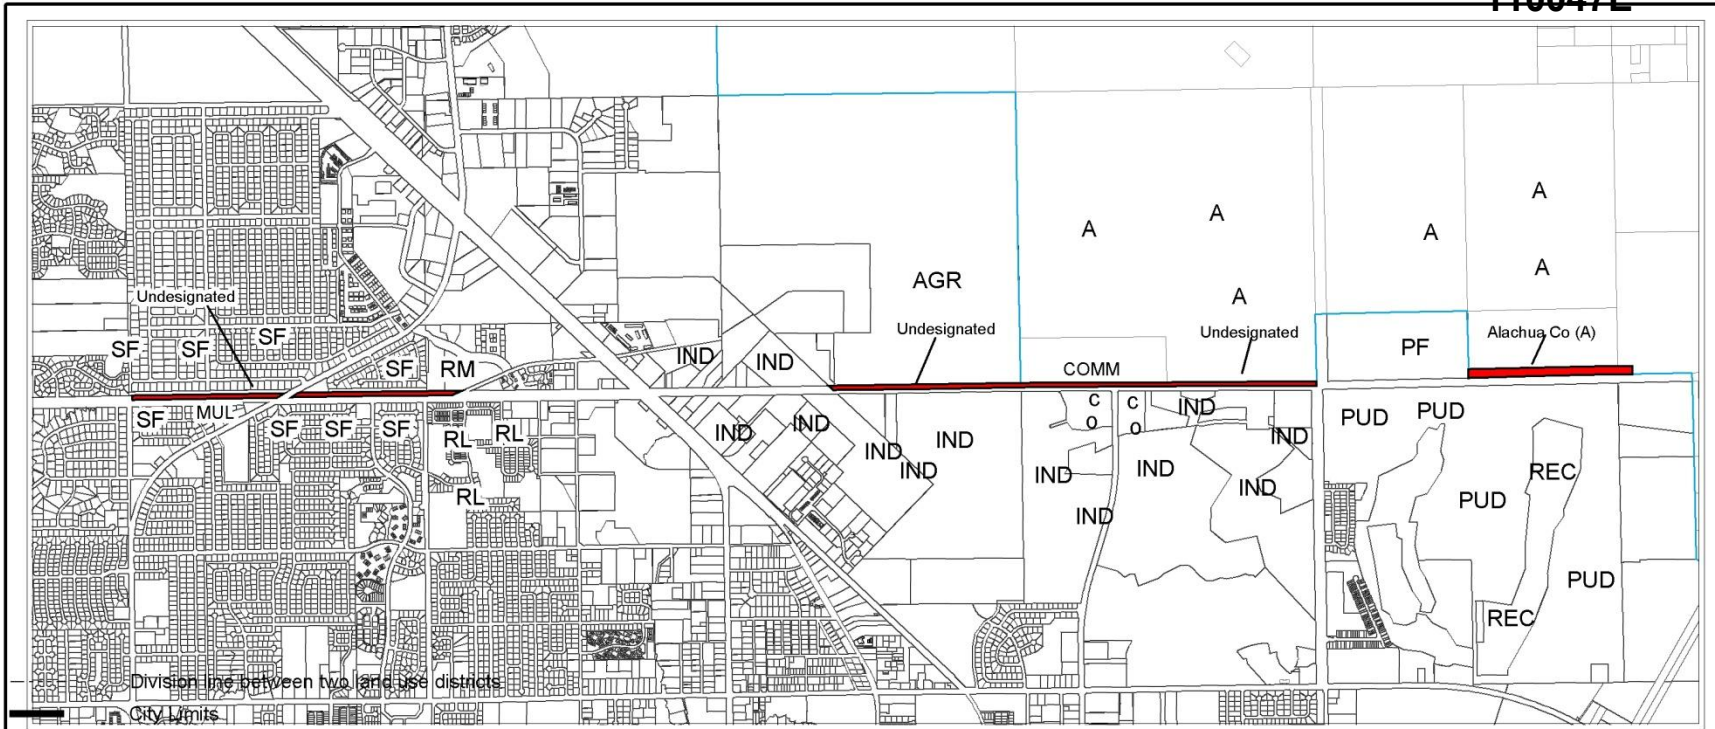 110047E
A
A
A
A
A
A
AGR
Undesignated
Undesignated
Undesignated
Alachua Co (A)
SF
SF
SF
SF
RM
IND
IND
COMM
PF
SF
MUL
SF
SF
SF
RL
RL
RL
IND
IND
IND
IND
IND
C
O
C
O
IND
IND
IND
IND
IND
IND
PUD
PUD
REC
PUD
PUD
REC
Division line between two land use districts
City Limits